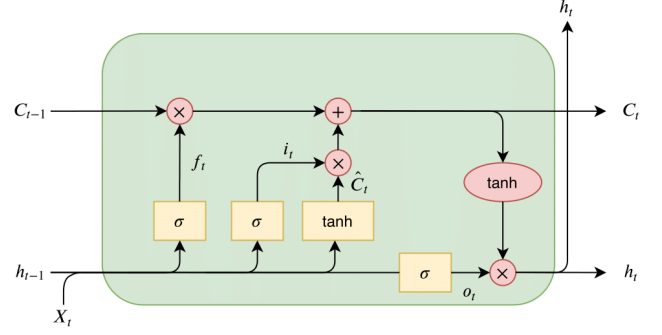 h_t
C_{t-1} × + C_t
f_t i_t × Ĉ_t tanh
σ σ tanh
h_{t-1} σ o_t × h_t
X_t